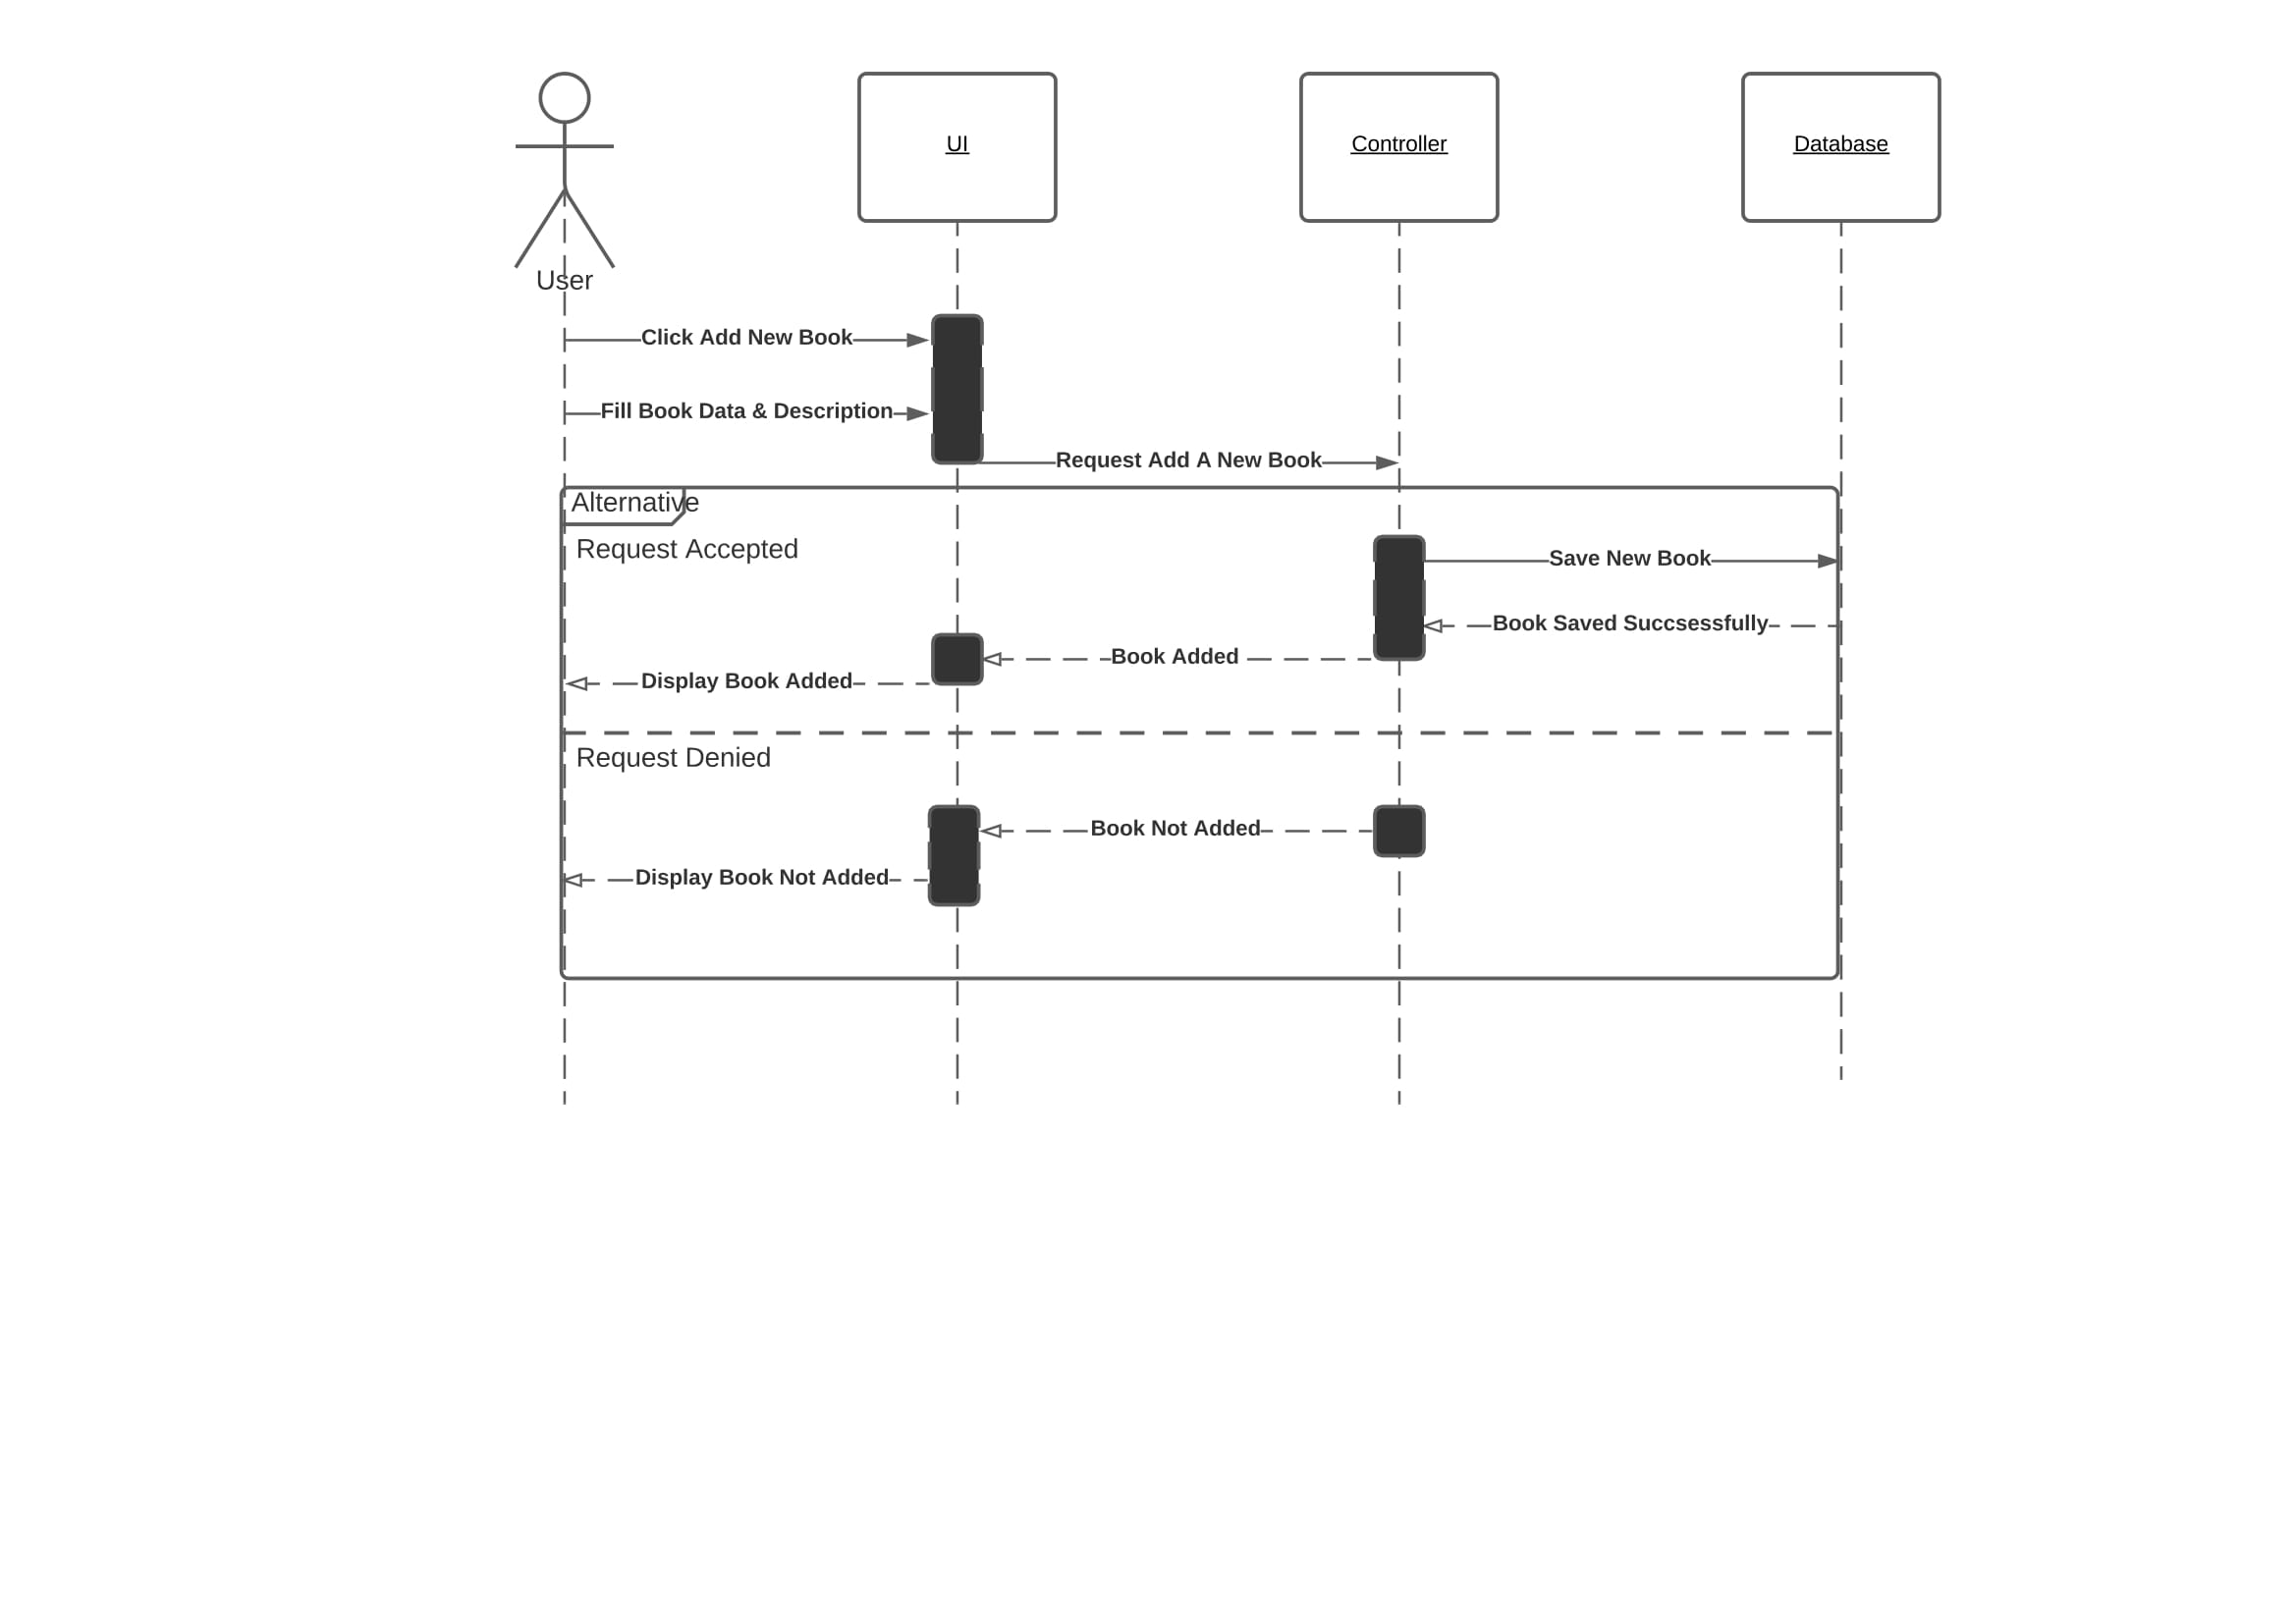 UI
Controller
Database
User
Click Add New Book
Fill Book Data & Description
Request Add A New Book
Alternative
Request Accepted
Save New Book
Book Saved Succsessfully
Book Added
Display Book Added
Request Denied
Book Not Added
Display Book Not Added